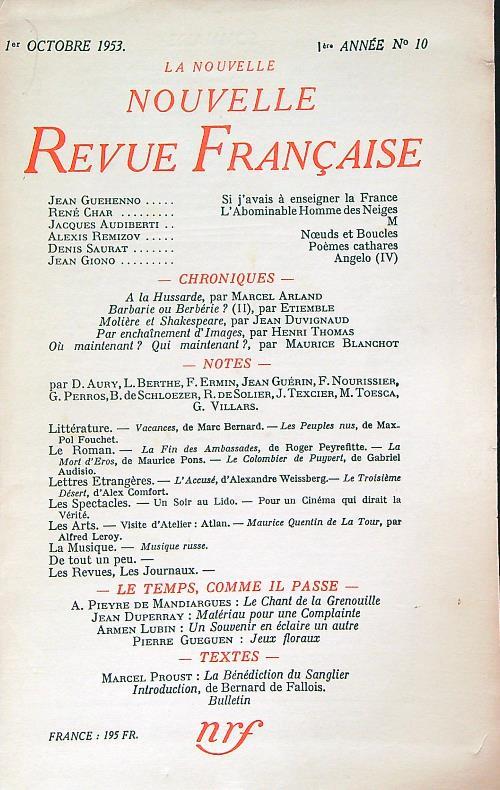 1er OCTOBRE 1953. 1ère ANNÉE No 10
LA NOUVELLE
NOUVELLE
REVUE FRANÇAISE
JEAN GUEHENNO ..... Si j'avais à enseigner la France
RENÉ CHAR ......... L'Abominable Homme des Neiges
JACQUES AUDIBERTI .. M
ALEXIS REMIZOV ..... Nœuds et Boucles
DENIS SAURAT ....... Poèmes cathares
JEAN GIONO ......... Angelo (IV)
— CHRONIQUES —
A la Hussarde, par MARCEL ARLAND
Barbarie ou Berbérie ? (II), par ETIEMBLE
Molière et Shakespeare, par JEAN DUVIGNAUD
Par enchaînement d'Images, par HENRI THOMAS
Où maintenant ? Qui maintenant ?, par MAURICE BLANCHOT
— NOTES —
par D. AURY, L. BERTHE, F. ERMIN, JEAN GUÉRIN, F. NOURISSIER,
G. PERROS, B. de SCHLOEZER, R. DE SOLIER, J. TEXCIER, M. TOESCA,
G. VILLARS.
Littérature. — Vacances, de Marc Bernard. — Les Peuples nus, de Max-
Pol Fouchet.
Le Roman. — La Fin des Ambassades, de Roger Peyrefitte. — La
Mort d'Eros, de Maurice Pons. — Le Colombier de Puyvert, de Gabriel
Audisio.
Lettres Etrangères. — L'Accusé, d'Alexandre Weissberg. — Le Troisième
Désert, d'Alex Comfort.
Les Spectacles. — Un Soir au Lido. — Pour un Cinéma qui dirait la
Vérité.
Les Arts. — Visite d'Atelier : Atlan. — Maurice Quentin de La Tour, par
Alfred Leroy.
La Musique. — Musique russe.
De tout un peu. —
Les Revues, Les Journaux. —
— LE TEMPS, COMME IL PASSE —
A. PIEYRE DE MANDIARGUES : Le Chant de la Grenouille
JEAN DUPERRAY : Matériau pour une Complainte
ARMEN LUBIN : Un Souvenir en éclaire un autre
PIERRE GUEGUEN : Jeux floraux
— TEXTES —
MARCEL PROUST : La Bénédiction du Sanglier
Introduction, de Bernard de Fallois.
Bulletin
FRANCE : 195 FR. nrf